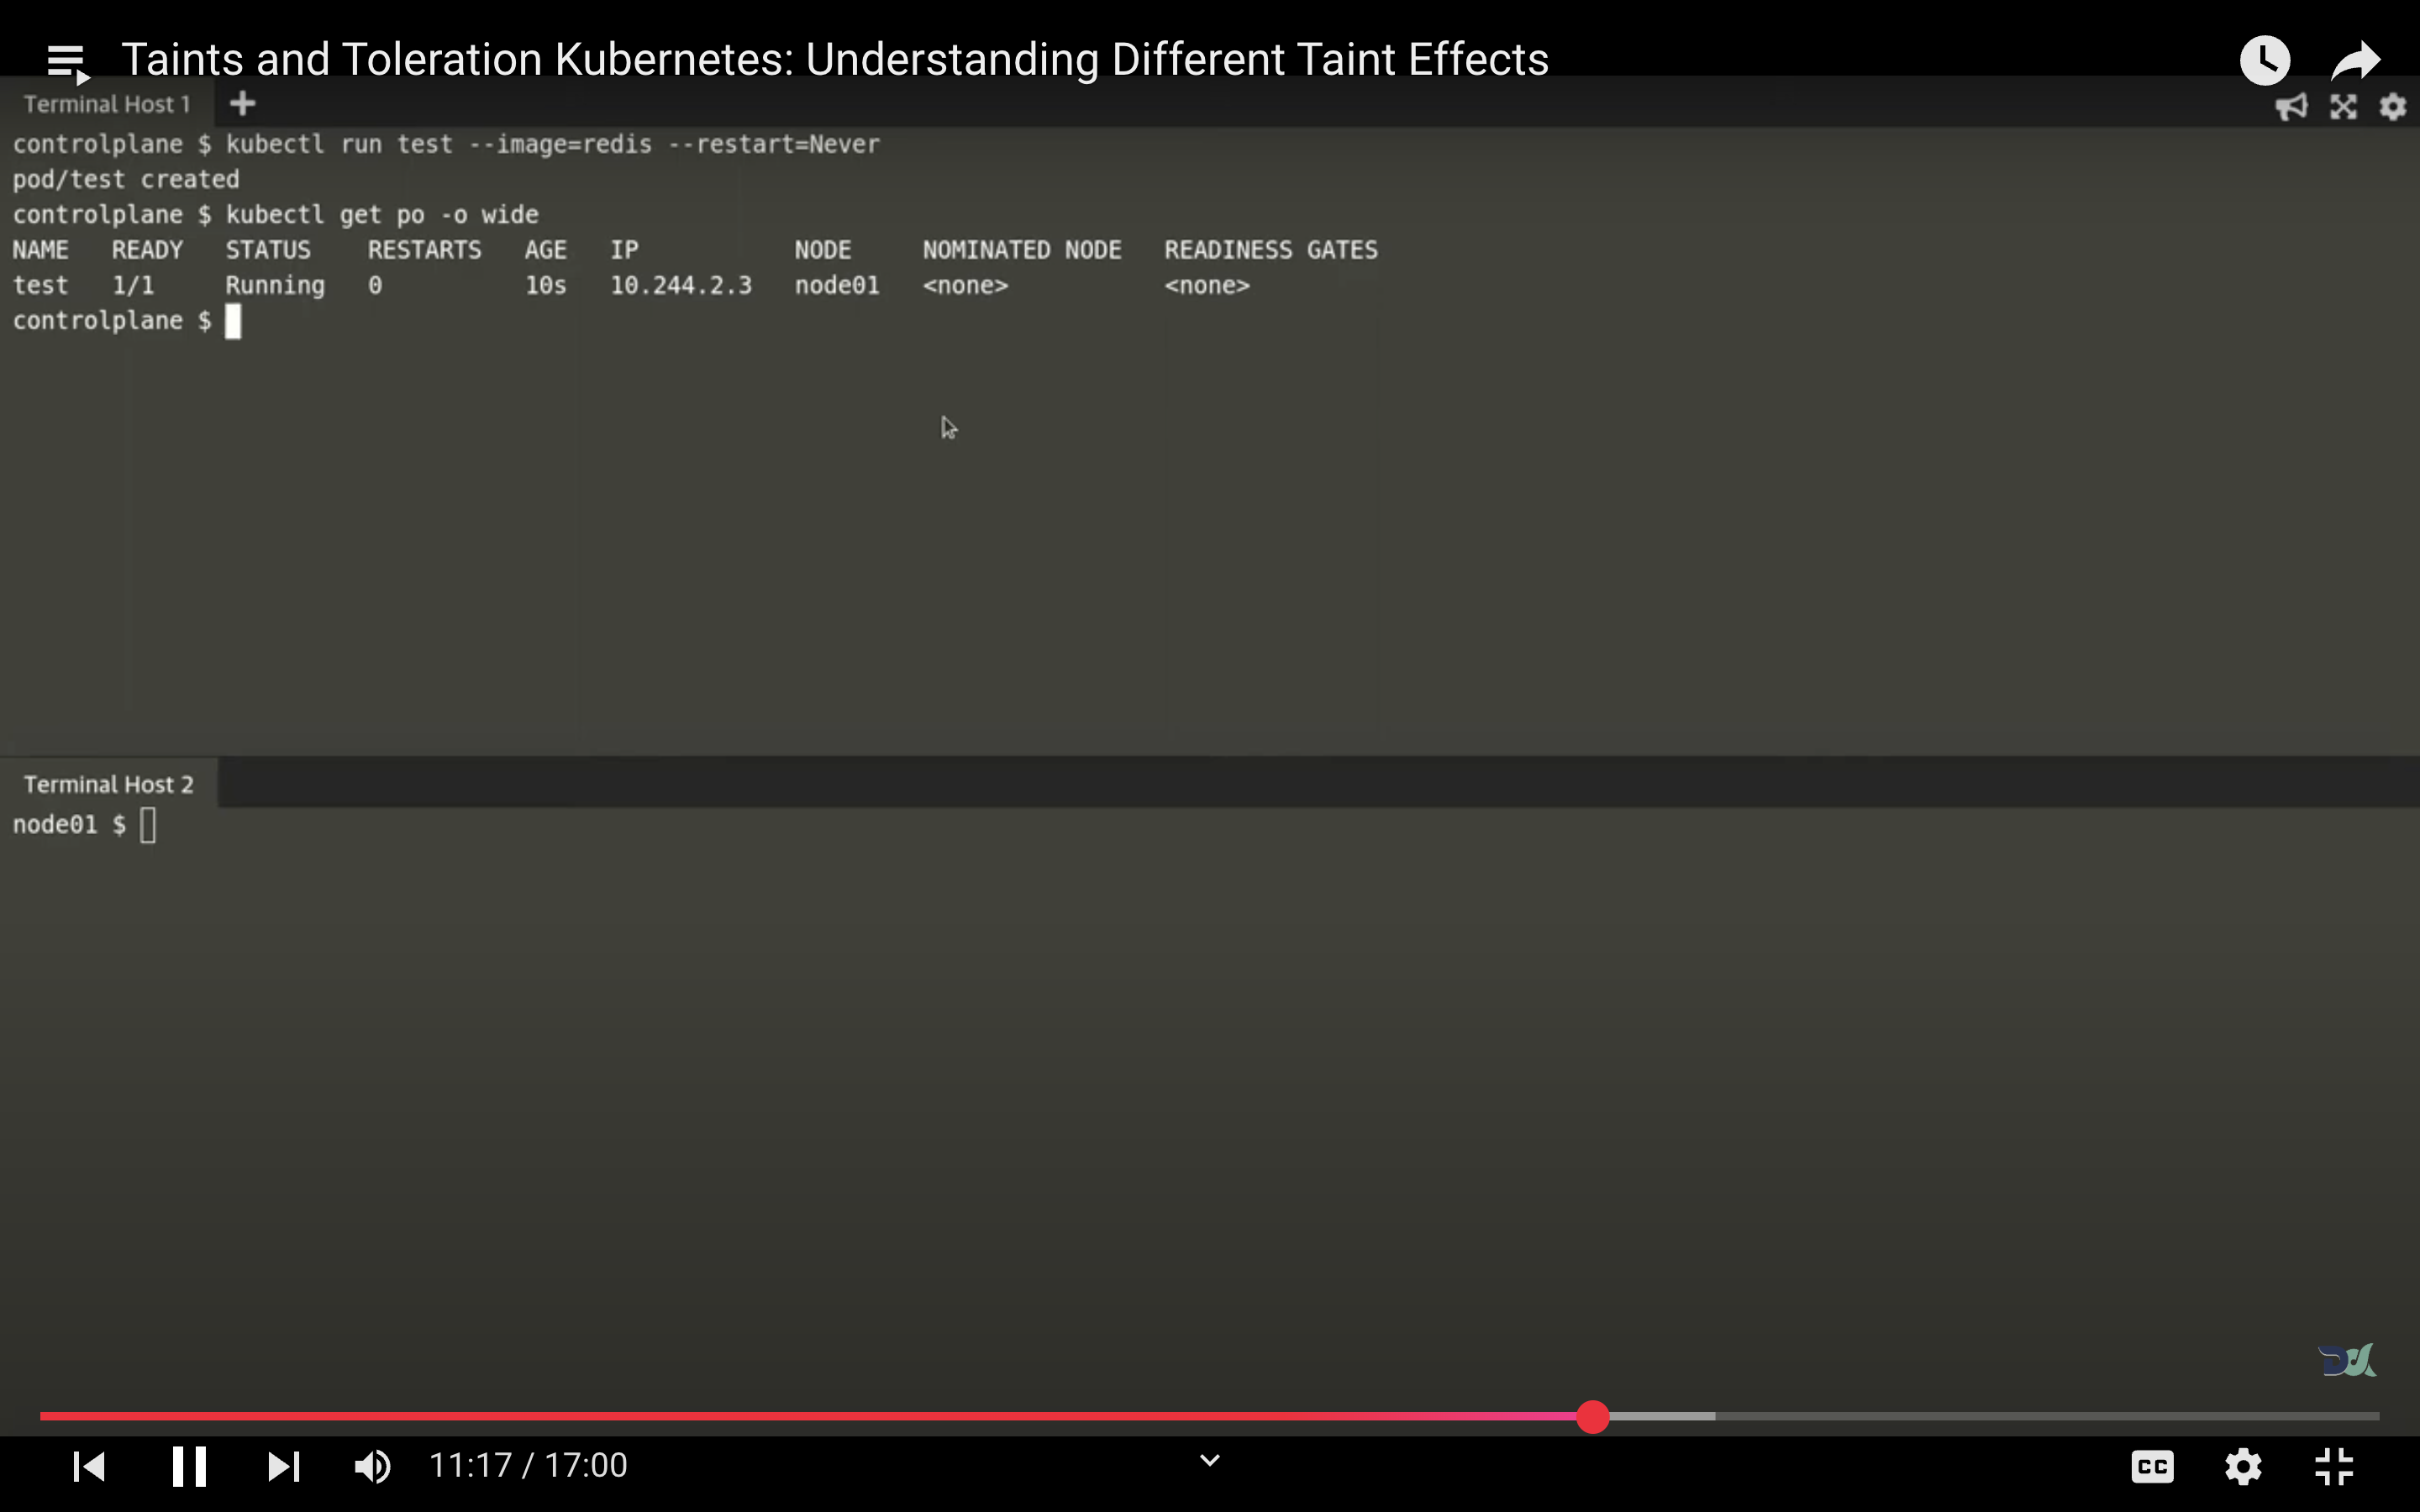 Taints and Toleration Kubernetes: Understanding Different Taint Effects
Terminal Host 1
controlplane $ kubectl run test --image=redis --restart=Never
pod/test created
controlplane $ kubectl get po -o wide
NAME READY STATUS RESTARTS AGE IP NODE NOMINATED NODE READINESS GATES
test 1/1 Running 0 10s 10.244.2.3 node01 <none> <none>
controlplane $
Terminal Host 2
node01 $
11:17 / 17:00
CC